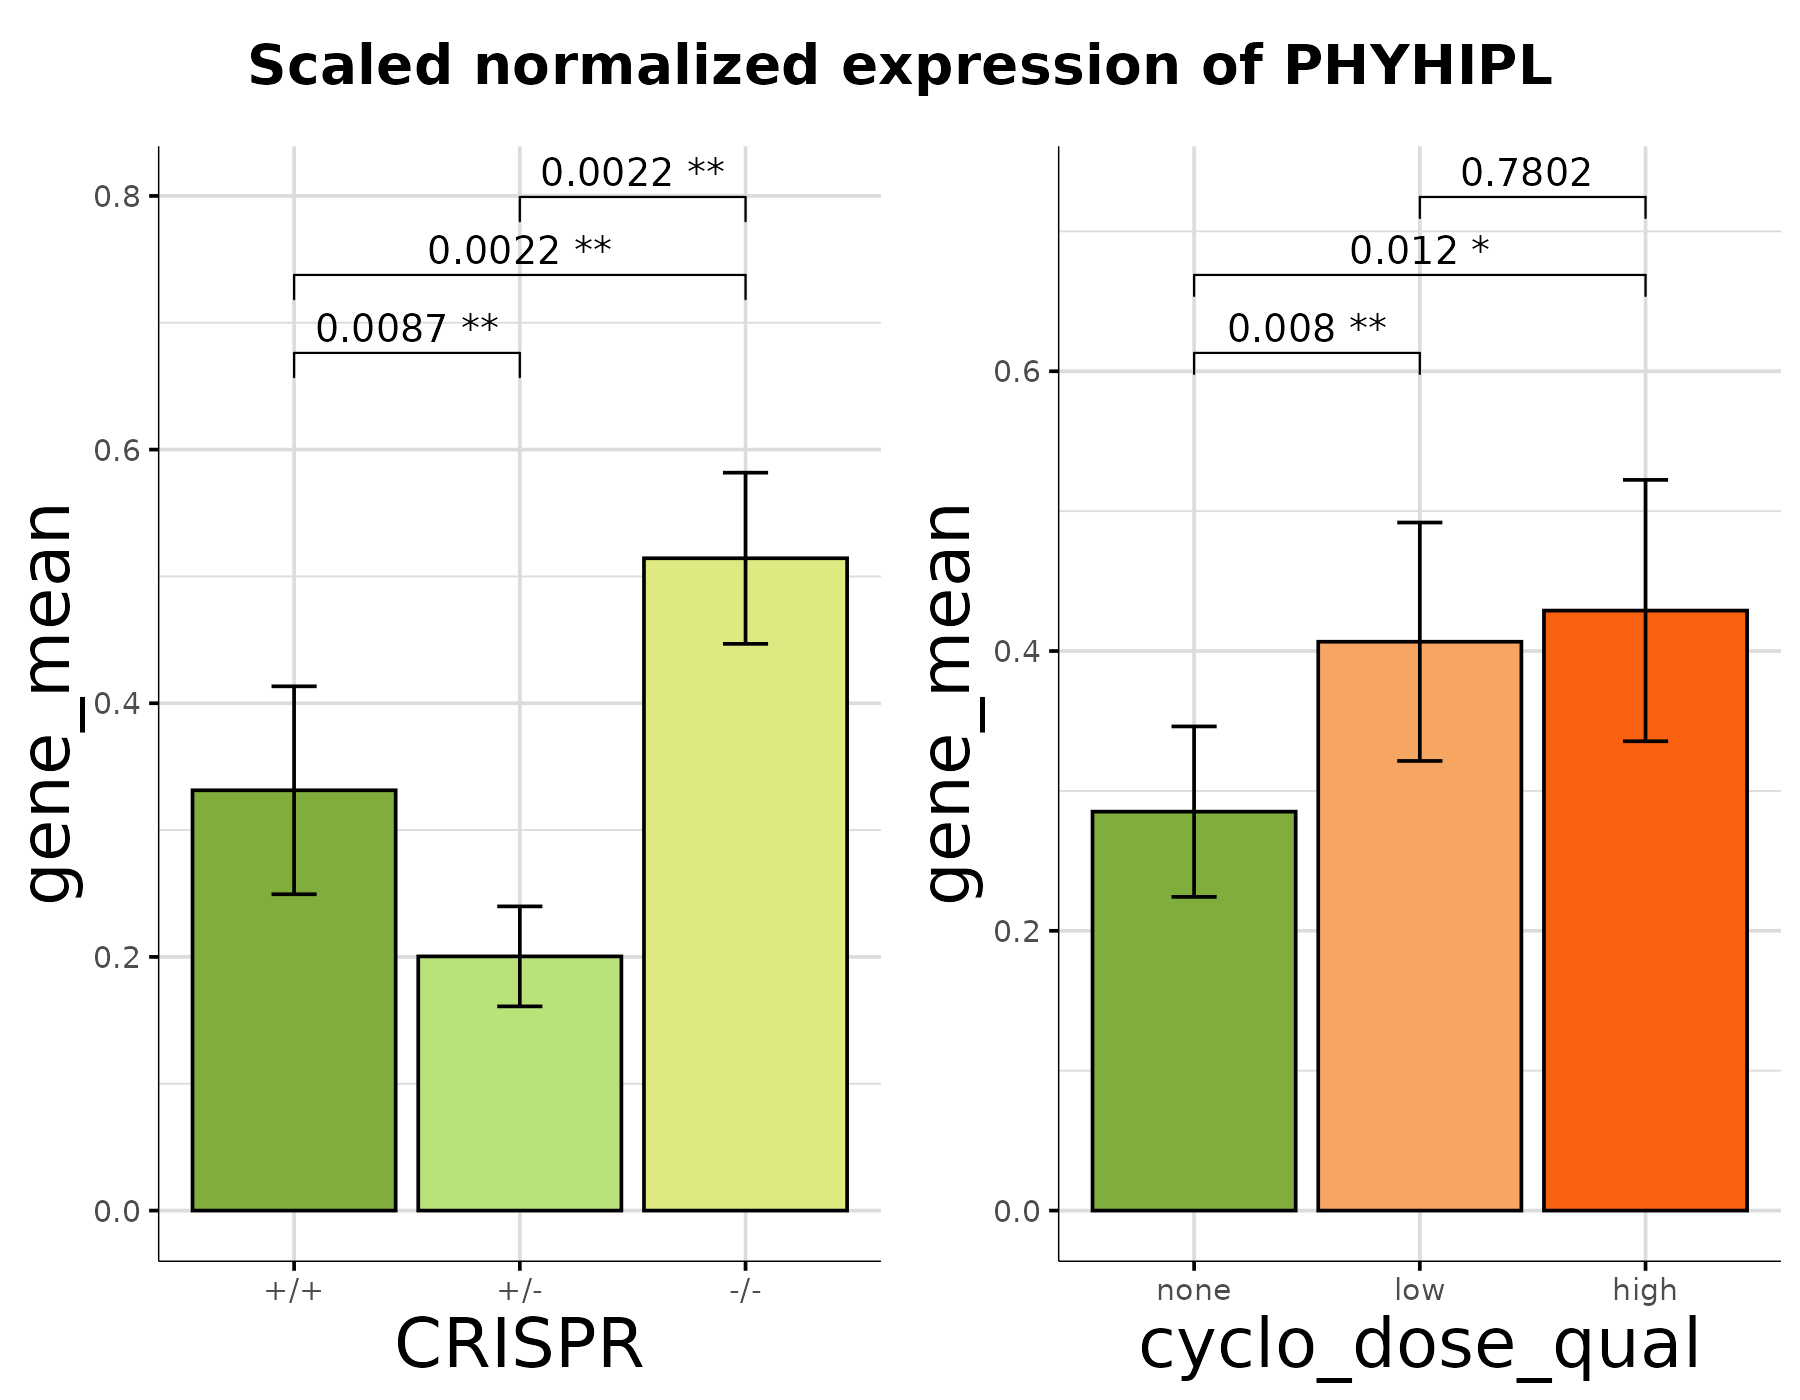 Scaled normalized expression of PHYHIPL
0.0022 **
0.0022 **
0.0087 **
0.8
0.6
0.4
0.2
0.0
gene_mean
+/+ +/- -/-
CRISPR
0.7802
0.012 *
0.008 **
0.6
0.4
0.2
0.0
gene_mean
none low high
cyclo_dose_qual